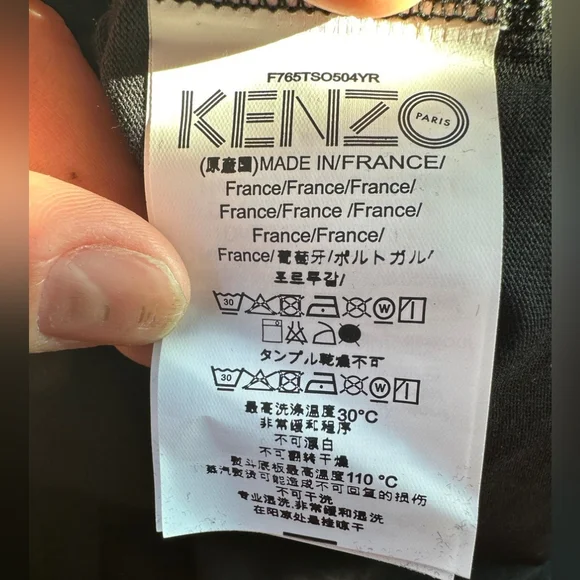 F765TSO504YR
KENZO PARIS
(原産国)MADE IN/FRANCE/
France/France/France/
France/France /France/
France/France/
France/葡萄牙/ポルトガル/
포르투갈/
30 W
タンブル乾燥不可
30 W
最高洗涤温度30°C
非常缓和程序
不可漂白
不可翻转干燥
熨斗底板最高温度110 °C
蒸汽熨烫可能造成不可回复的损伤
不可干洗
专业湿洗,非常缓和湿洗
在阴凉处悬挂晾干